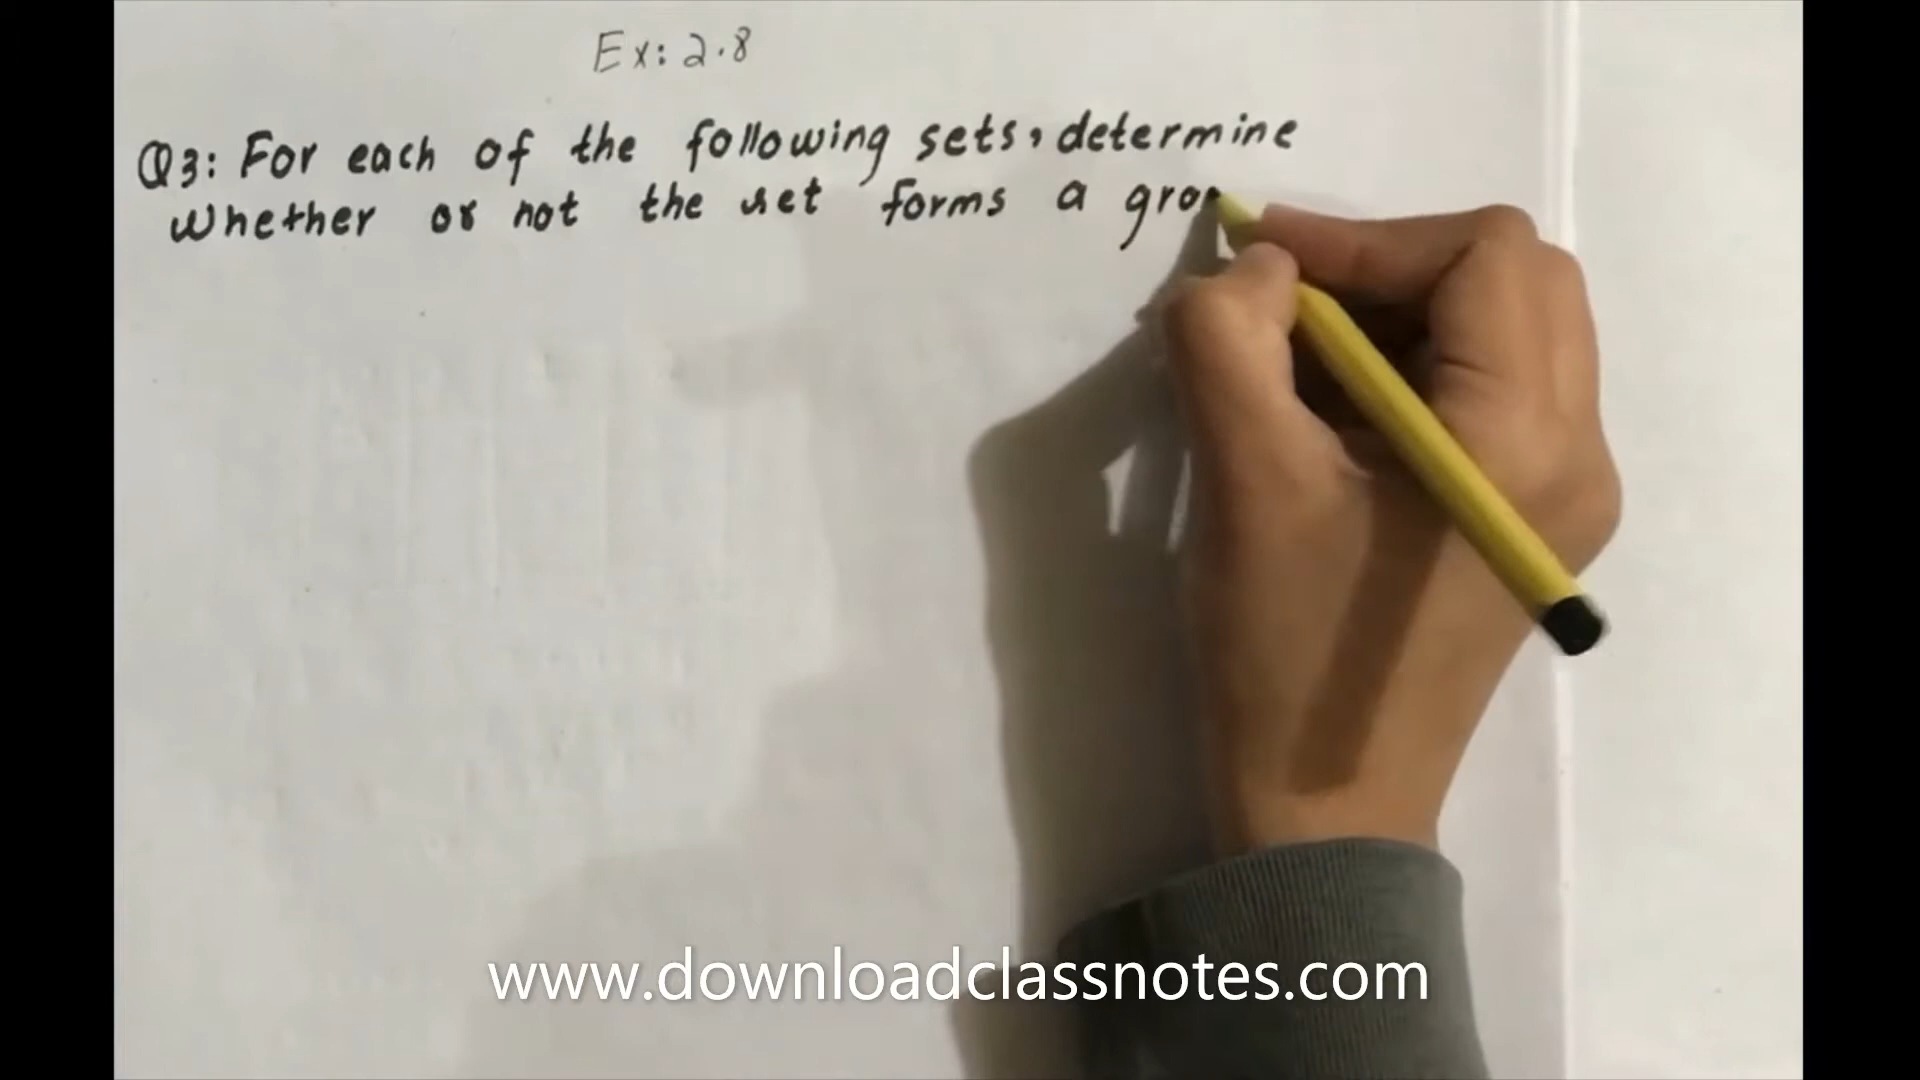 Ex: 2.8
Q3: For each of the following sets, determine
whether or not the set forms a
www.downloadclassnotes.com